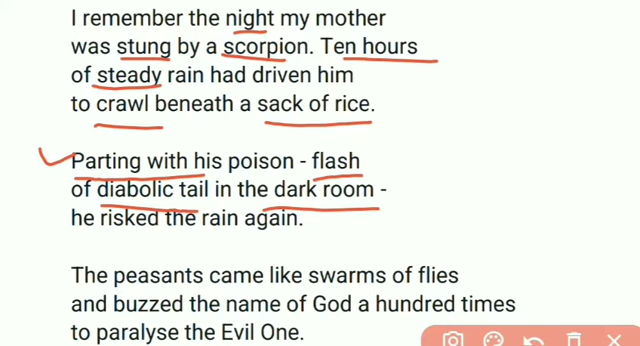 I remember the night my mother
was stung by a scorpion. Ten hours
of steady rain had driven him
to crawl beneath a sack of rice.
Parting with his poison - flash
of diabolic tail in the dark room -
he risked the rain again.
The peasants came like swarms of flies
and buzzed the name of God a hundred times
to paralyse the Evil One.